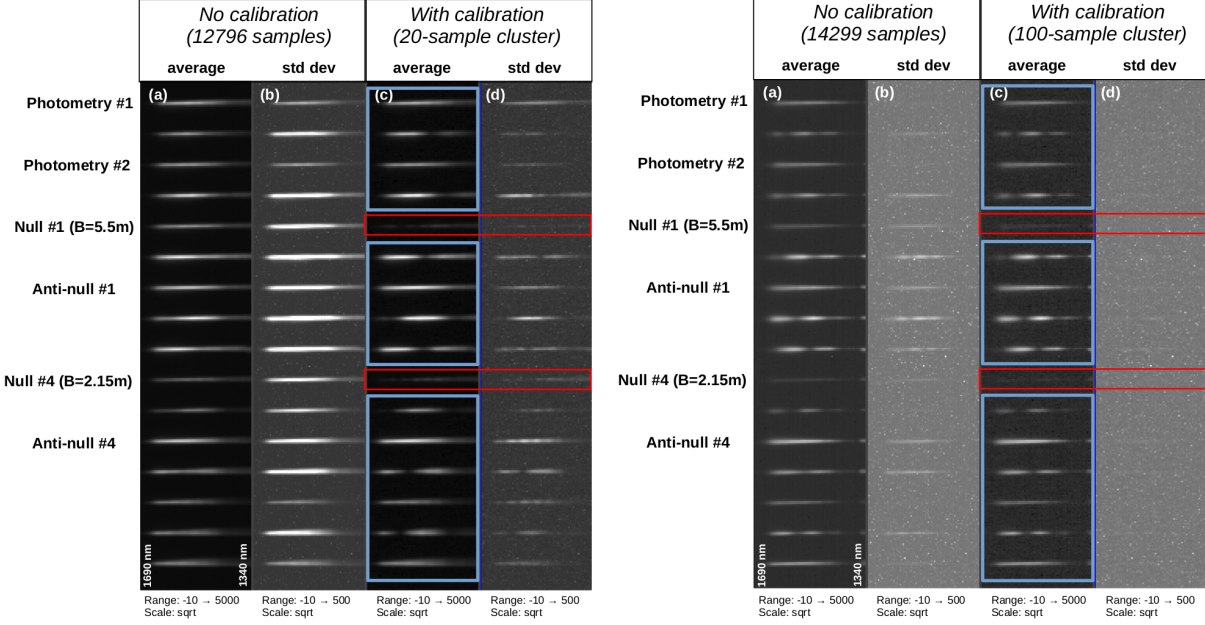 No calibration
(12796 samples)
With calibration
(20-sample cluster)
average
std dev
average
std dev
(a)
(b)
(c)
(d)
Photometry #1
Photometry #2
Null #1 (B=5.5m)
Anti-null #1
Null #4 (B=2.15m)
Anti-null #4
1690 nm
1340 nm
Range: -10 → 5000
Scale: sqrt
Range: -10 → 500
Scale: sqrt
Range: -10 → 5000
Scale: sqrt
Range: -10 → 500
Scale: sqrt
No calibration
(14299 samples)
With calibration
(100-sample cluster)
average
std dev
average
std dev
(a)
(b)
(c)
(d)
Photometry #1
Photometry #2
Null #1 (B=5.5m)
Anti-null #1
Null #4 (B=2.15m)
Anti-null #4
1690 nm
1340 nm
Range: -10 → 5000
Scale: sqrt
Range: -10 → 500
Scale: sqrt
Range: -10 → 5000
Scale: sqrt
Range: -10 → 500
Scale: sqrt